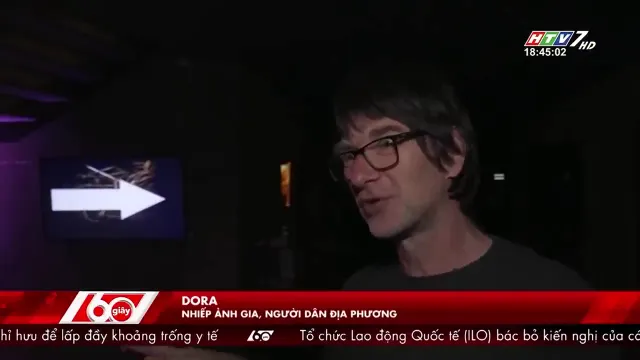 HTV7 HD
18:45:02
60 giây
DORA
NHIẾP ẢNH GIA, NGƯỜI DÂN ĐỊA PHƯƠNG
hỉ hưu để lấp đầy khoảng trống y tế 60 Tổ chức Lao động Quốc tế (ILO) bác bỏ kiến nghị của cá